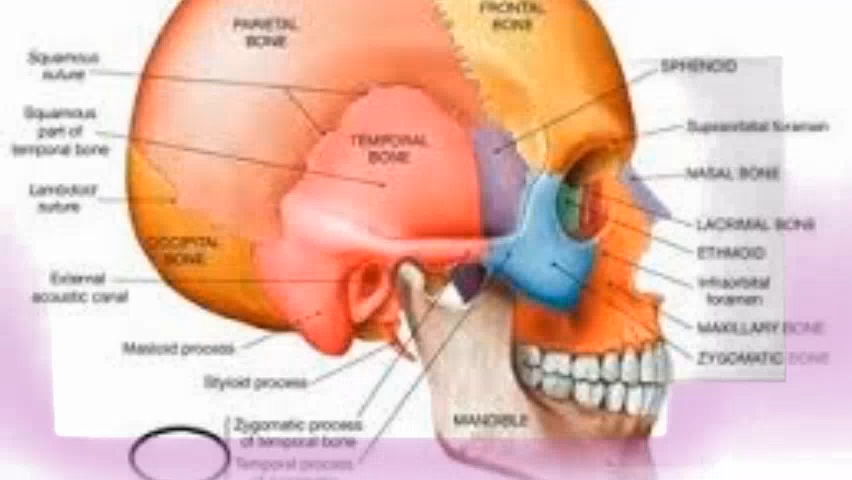 PARIETAL
BONE
FRONTAL
BONE
Squamous
suture
Squamous
part of
temporal bone
Lambdoid
suture
OCCIPITAL
BONE
External
acoustic canal
Mastoid process
Styloid process
Zygomatic process
of temporal bone
Temporal process
TEMPORAL
BONE
MANDIBLE
SPHENOID
Supraorbital foramen
NASAL BONE
LACRIMAL BONE
ETHMOID
Infraorbital
foramen
MAXILLARY BONE
ZYGOMATIC BONE